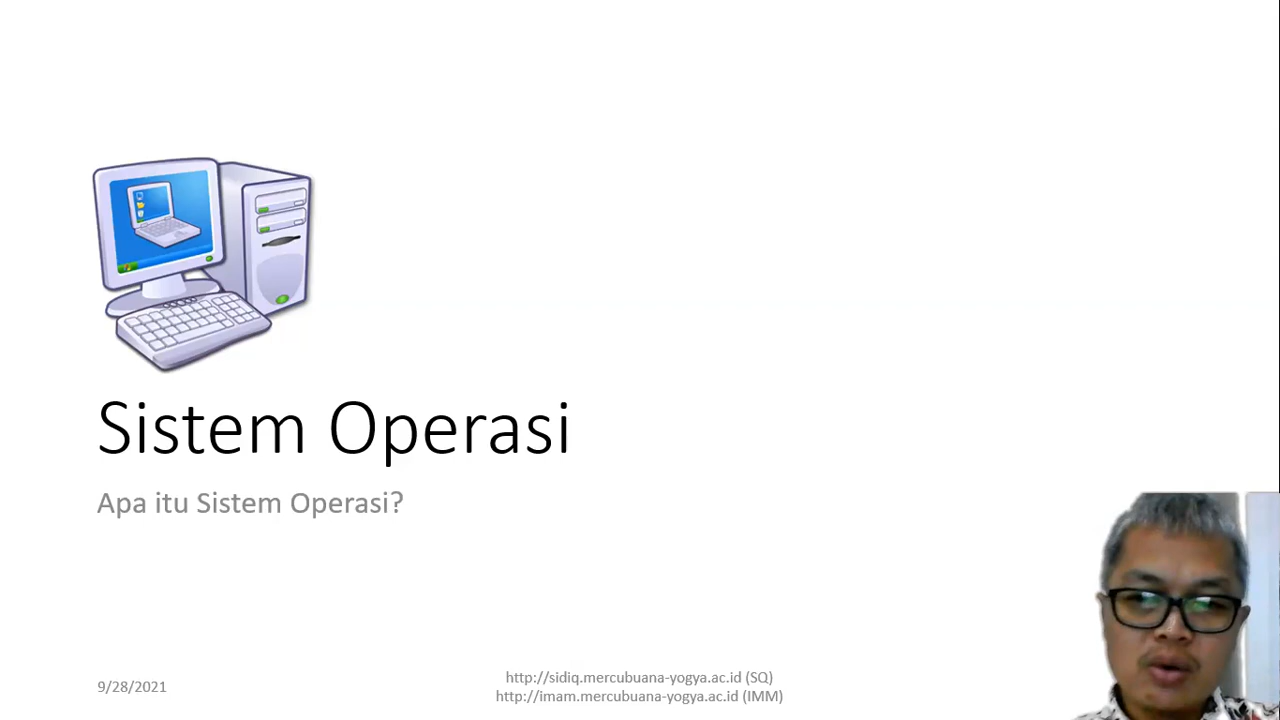 Sistem Operasi
Apa itu Sistem Operasi?
9/28/2021
http://sidiq.mercubuana-yogya.ac.id (SQ)
http://imam.mercubuana-yogya.ac.id (IMM)